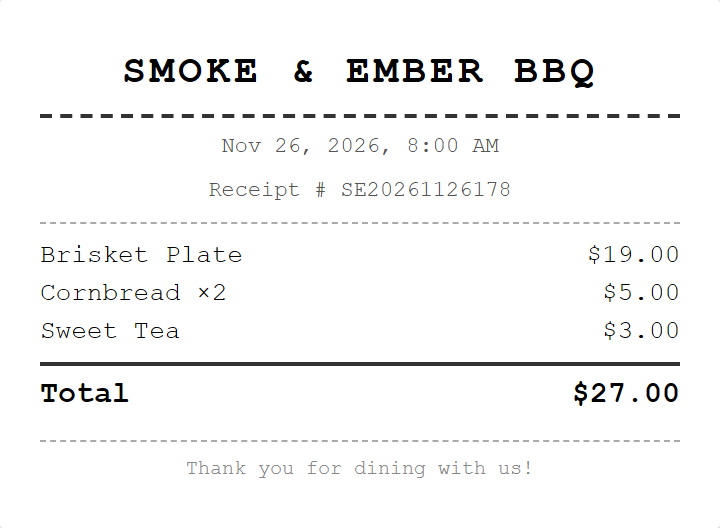 SMOKE & EMBER BBQ
Nov 26, 2026, 8:00 AM
Receipt # SE20261126178
Brisket Plate $19.00
Cornbread ×2 $5.00
Sweet Tea $3.00
Total $27.00
Thank you for dining with us!